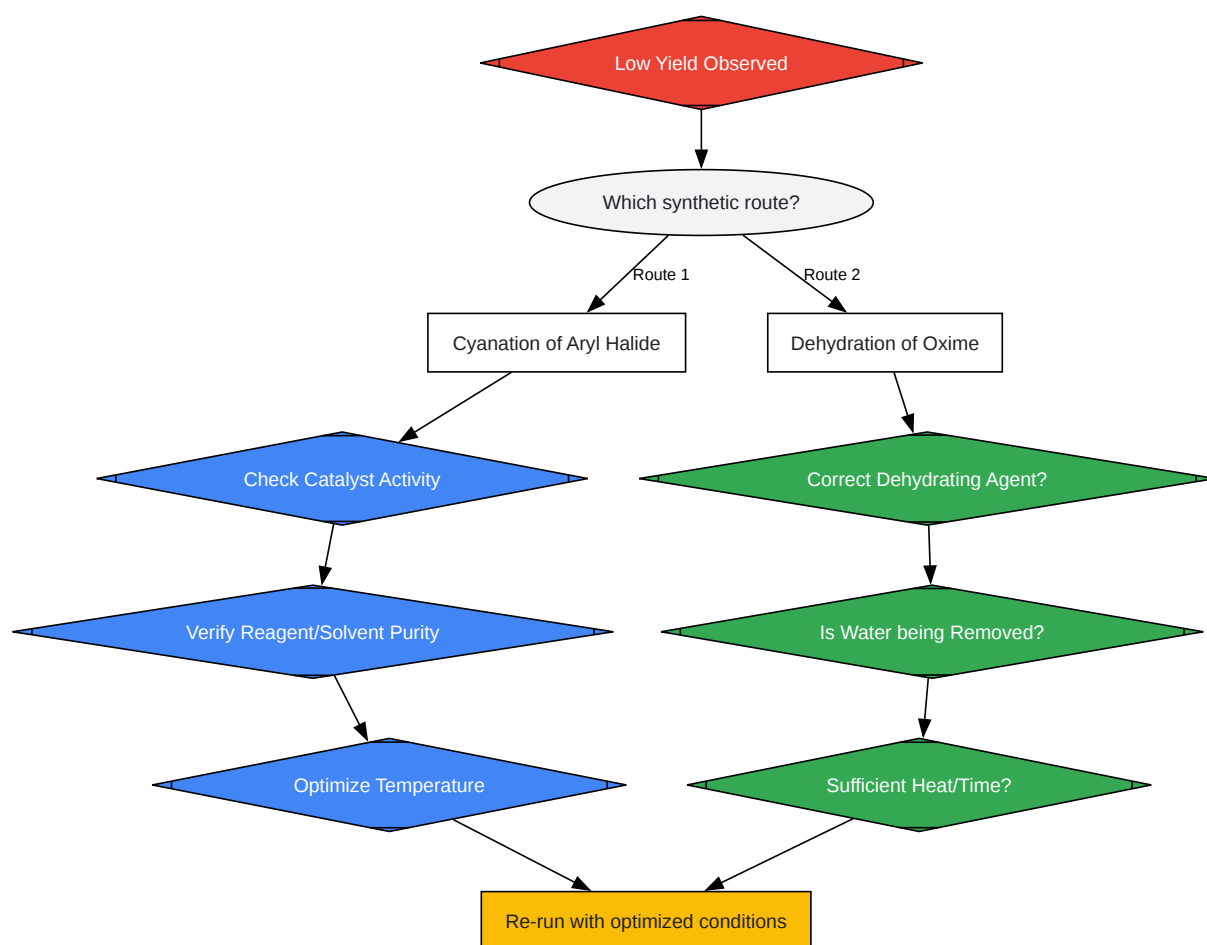 Low Yield Observed
Which synthetic route?
Route 1
Route 2
Cyanation of Aryl Halide
Dehydration of Oxime
Check Catalyst Activity
Correct Dehydrating Agent?
Verify Reagent/Solvent Purity
Is Water being Removed?
Optimize Temperature
Sufficient Heat/Time?
Re-run with optimized conditions